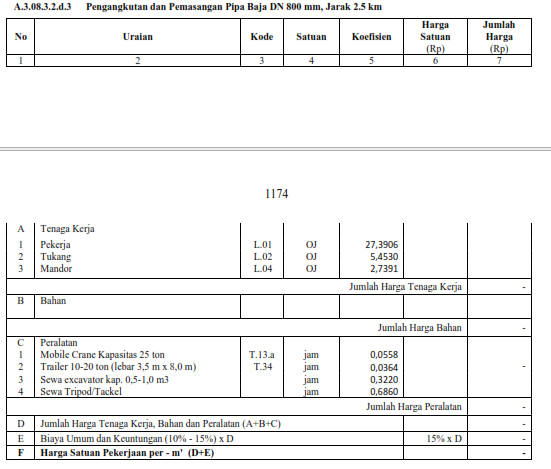 A.3.08.3.2.d.3 Pengangkutan dan Pemasangan Pipa Baja DN 800 mm, Jarak 2.5 km
No Uraian Kode Satuan Koefisien Harga Satuan (Rp) Jumlah Harga (Rp)
1 2 3 4 5 6 7
1174
A Tenaga Kerja
1 Pekerja L.01 OJ 27,3906
2 Tukang L.02 OJ 5,4530
3 Mandor L.04 OJ 2,7391
Jumlah Harga Tenaga Kerja -
B Bahan
Jumlah Harga Bahan -
C Peralatan
1 Mobile Crane Kapasitas 25 ton T.13.a jam 0,0558
2 Trailer 10-20 ton (lebar 3,5 m x 8,0 m) T.34 jam 0,0364 -
3 Sewa excavator kap. 0,5-1,0 m3 jam 0,3220
4 Sewa Tripod/Tackel jam 0,6860
Jumlah Harga Peralatan -
D Jumlah Harga Tenaga Kerja, Bahan dan Peralatan (A+B+C) -
E Biaya Umum dan Keuntungan (10% - 15%) x D 15% x D -
F Harga Satuan Pekerjaan per - m' (D+E) -